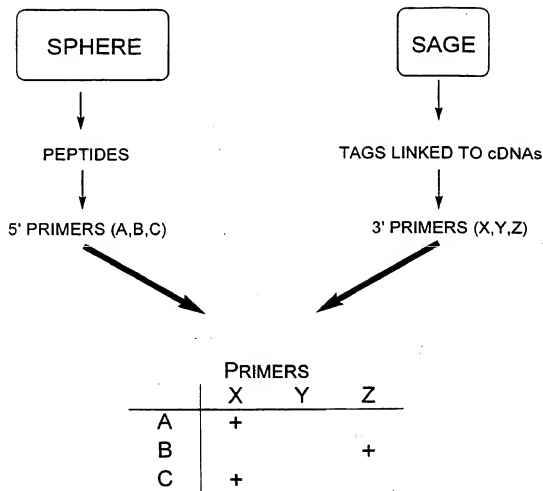 SPHERE
SAGE
PEPTIDES
TAGS LINKED TO cDNAs
5' PRIMERS (A,B,C)
3' PRIMERS (X,Y,Z)
PRIMERS
X Y Z
A +
B +
C +